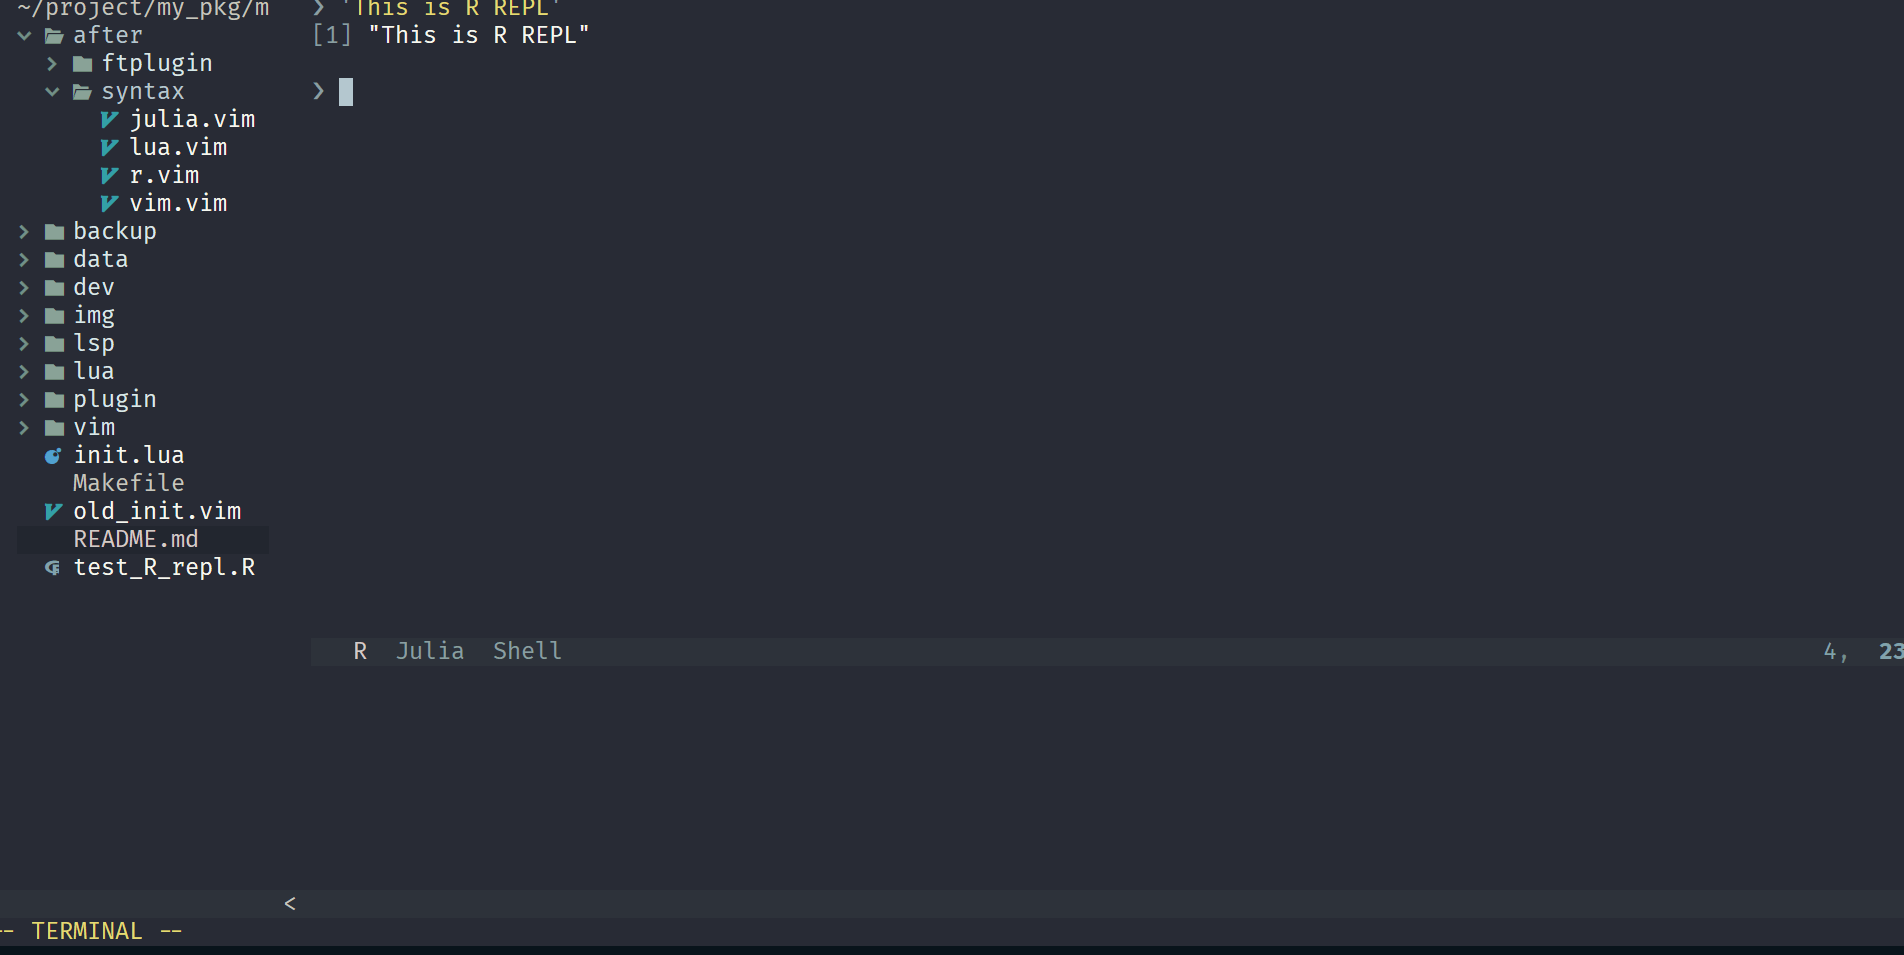 ~/project/my_pkg/m
after
ftplugin
syntax
julia.vim
lua.vim
r.vim
vim.vim
backup
data
dev
img
lsp
lua
plugin
vim
init.lua
Makefile
old_init.vim
README.md
test_R_repl.R
❯ 'This is R REPL'
[1] "This is R REPL"
❯
R Julia Shell 4, 23
<
-- TERMINAL --